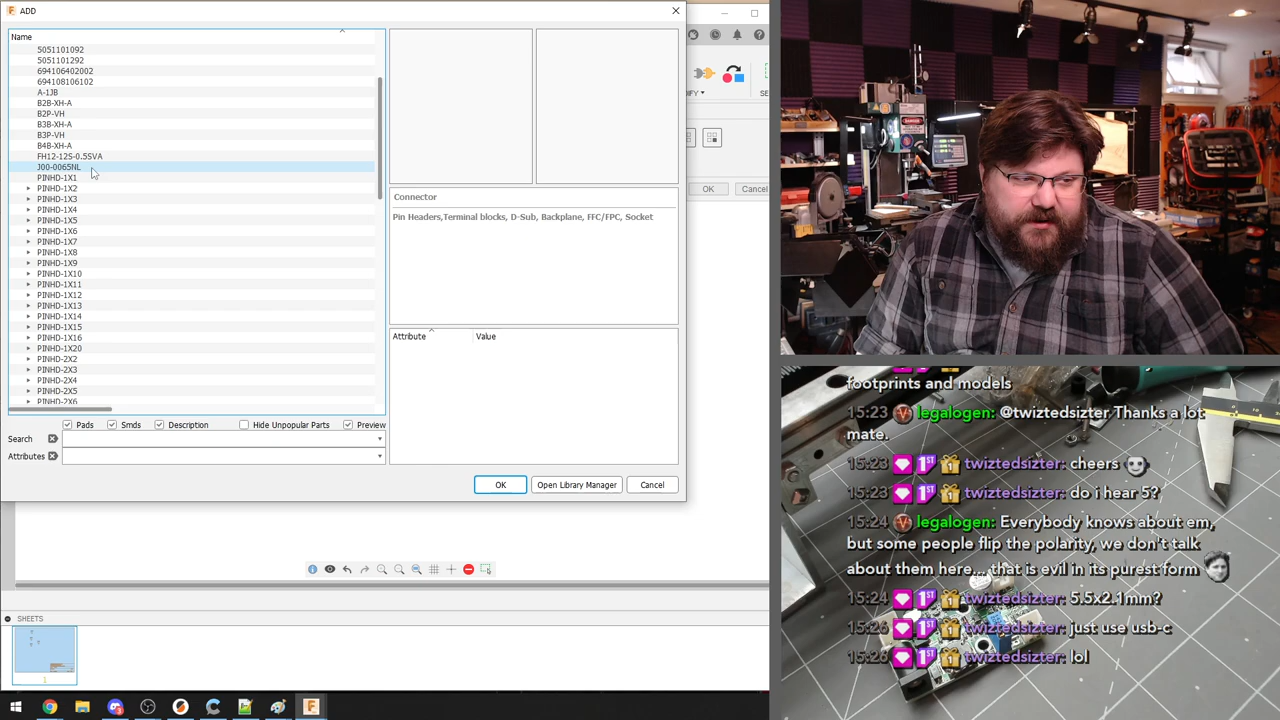 ADD
Name
5051101092
5051101292
694106402002
694108106102
A-1JB
B2B-XH-A
B2P-VH
B3B-XH-A
B3P-VH
B4B-XH-A
FH12-12S-0.5SVA
J00-0065NL
PINHD-1X1
PINHD-1X2
PINHD-1X3
PINHD-1X4
PINHD-1X5
PINHD-1X6
PINHD-1X7
PINHD-1X8
PINHD-1X9
PINHD-1X10
PINHD-1X11
PINHD-1X12
PINHD-1X13
PINHD-1X14
PINHD-1X15
PINHD-1X16
PINHD-1X20
PINHD-2X2
PINHD-2X3
PINHD-2X4
PINHD-2X5
PINHD-2X6
Pads Smds Description Hide Unpopular Parts Preview
Search
Attributes
Connector
Pin Headers,Terminal blocks, D-Sub, Backplane, FFC/FPC, Socket
Attribute Value
OK Open Library Manager Cancel
OK Cancel
SHEETS
1
footprints and models
15:23 legalogen: @twiztedsizter Thanks a lot
mate.
15:23 twiztedsizter: cheers
15:23 twiztedsizter: do i hear 5?
15:24 legalogen: Everybody knows about em,
but some people flip the polarity, we don't talk
about them here... that is evil in its purest form
15:24 twiztedsizter: 5.5x2.1mm?
15:26 twiztedsizter: just use usb-c
15:26 twiztedsizter: lol